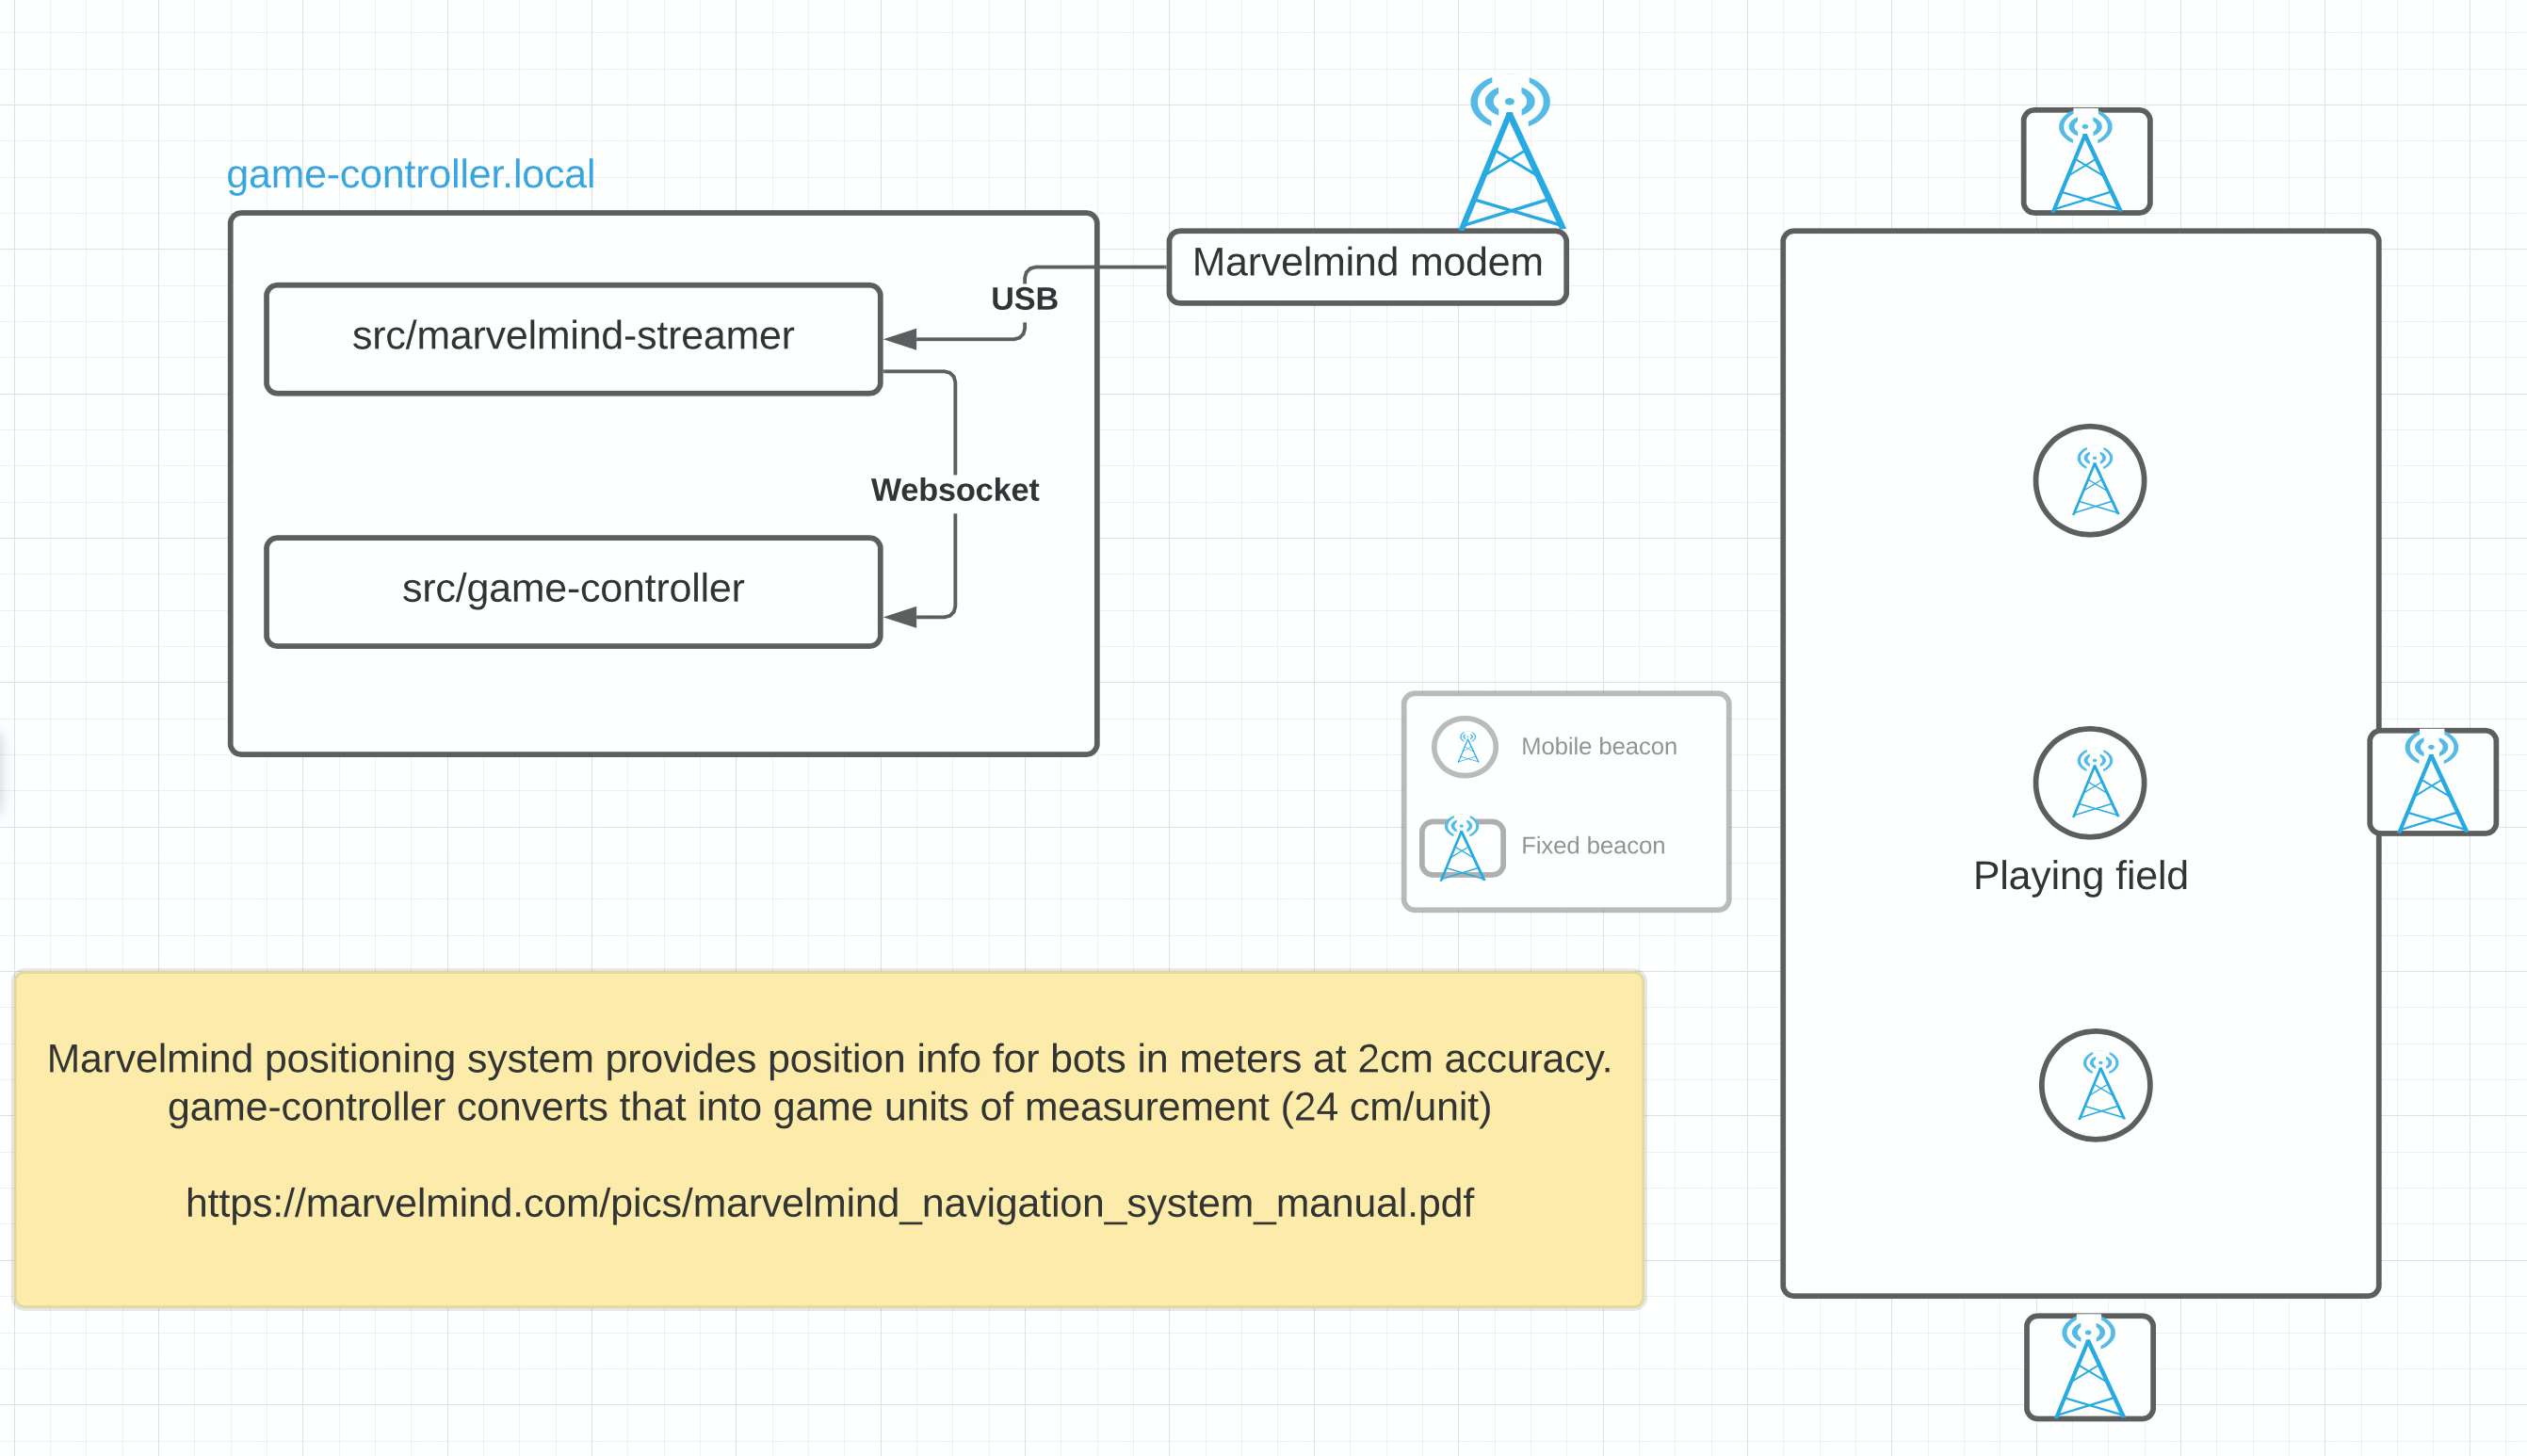 game-controller.local
Marvelmind modem
USB
src/marvelmind-streamer
Websocket
src/game-controller
Mobile beacon
Fixed beacon
Playing field
Marvelmind positioning system provides position info for bots in meters at 2cm accuracy.
game-controller converts that into game units of measurement (24 cm/unit)
https://marvelmind.com/pics/marvelmind_navigation_system_manual.pdf